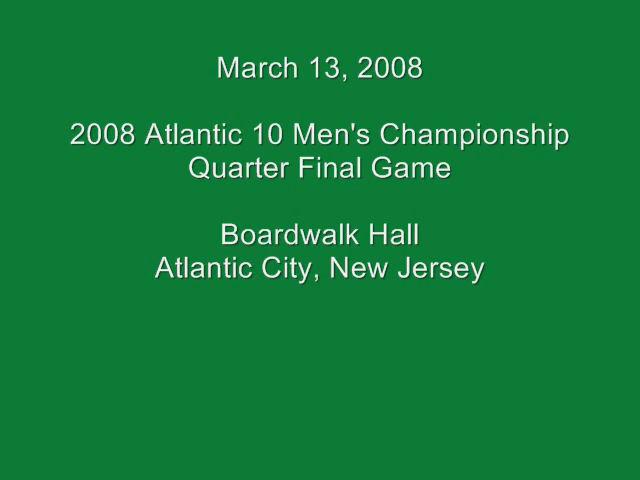 March 13, 2008
2008 Atlantic 10 Men's Championship
Quarter Final Game
Boardwalk Hall
Atlantic City, New Jersey